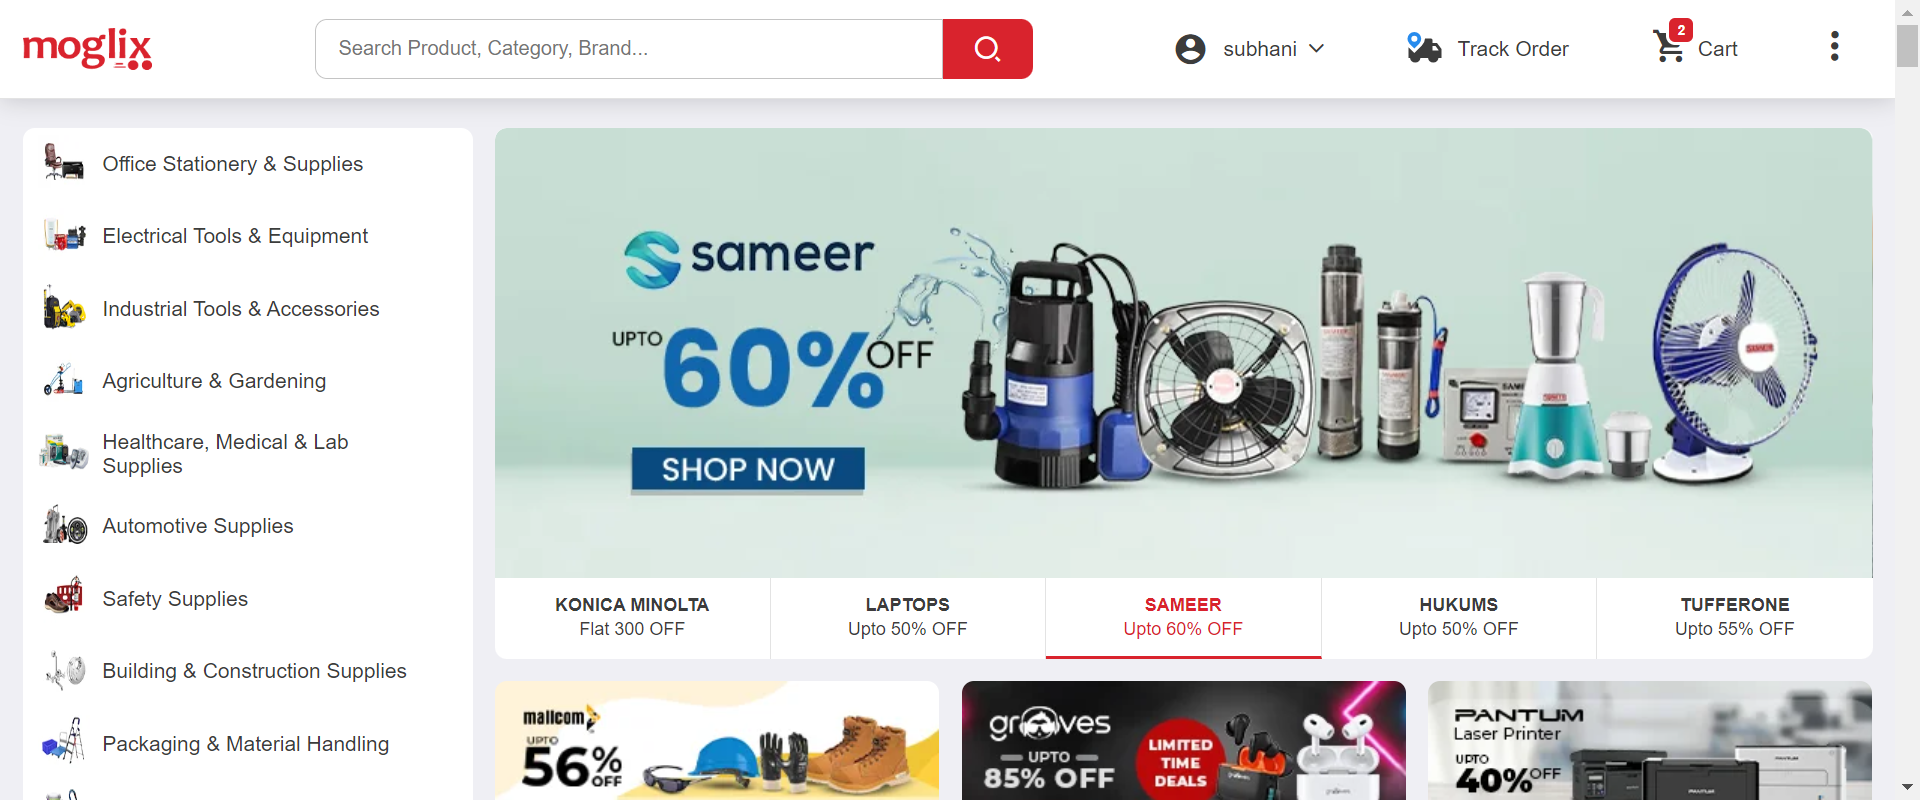 moglix
Search Product, Category, Brand...
subhani
Track Order
2
Cart
Office Stationery & Supplies
Electrical Tools & Equipment
Industrial Tools & Accessories
Agriculture & Gardening
Healthcare, Medical & Lab
Supplies
Automotive Supplies
Safety Supplies
Building & Construction Supplies
Packaging & Material Handling
sameer
UPTO
60% OFF
SHOP NOW
KONICA MINOLTA
Flat 300 OFF
LAPTOPS
Upto 50% OFF
SAMEER
Upto 60% OFF
HUKUMS
Upto 50% OFF
TUFFERONE
Upto 55% OFF
mallcom
UPTO
56% OFF
grooves
UPTO
85% OFF
LIMITED
TIME
DEALS
PANTUM
Laser Printer
UPTO
40% OFF